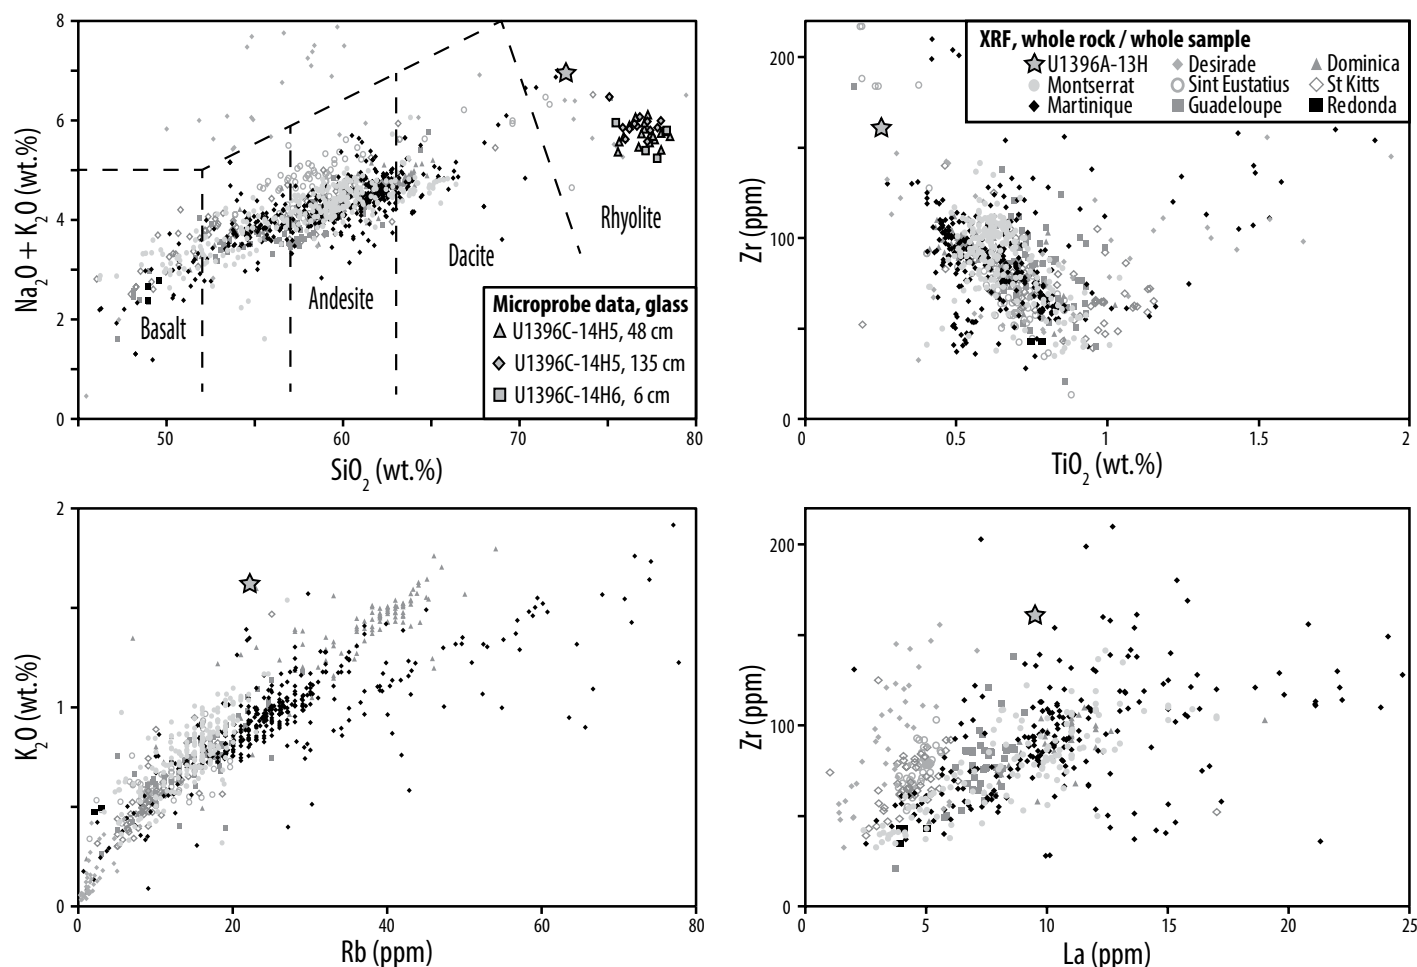 8
6
4
2
0
Na₂O + K₂O (wt.%)
50
60
70
80
SiO₂ (wt.%)
Basalt
Andesite
Dacite
Rhyolite
Microprobe data, glass
U1396C-14H5, 48 cm
U1396C-14H5, 135 cm
U1396C-14H6, 6 cm
200
100
0
Zr (ppm)
0
0.5
1
1.5
2
TiO₂ (wt.%)
XRF, whole rock / whole sample
U1396A-13H Desirade Dominica
Montserrat Sint Eustatius St Kitts
Martinique Guadeloupe Redonda
2
1
0
K₂O (wt.%)
0
20
40
60
80
Rb (ppm)
200
100
0
Zr (ppm)
0
5
10
15
20
25
La (ppm)